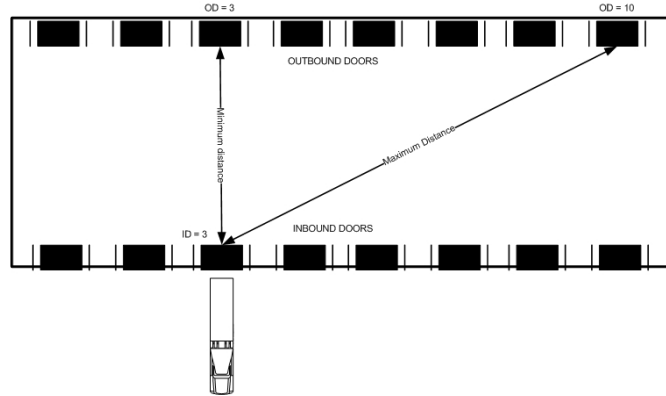 OD = 3
OD = 10
OUTBOUND DOORS
Minimum distance
Maximum Distance
ID = 3
INBOUND DOORS